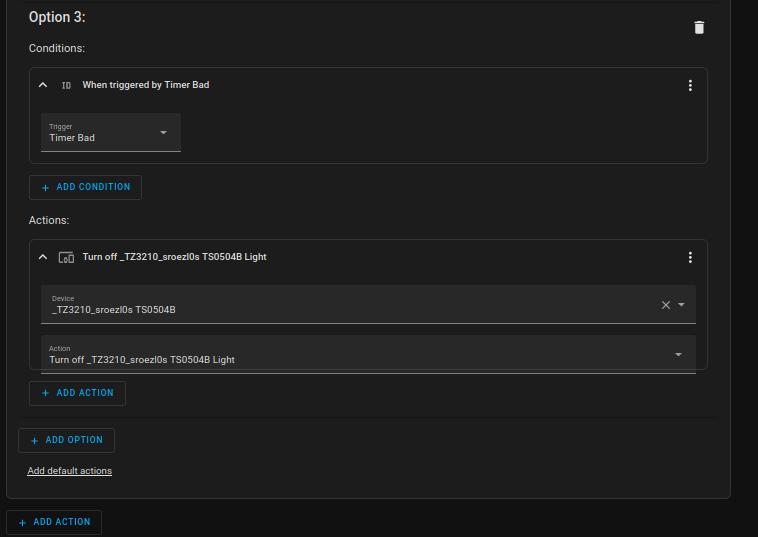 Option 3:
Conditions:
When triggered by Timer Bad
Trigger
Timer Bad
+ ADD CONDITION
Actions:
Turn off _TZ3210_sroezl0s TS0504B Light
Device
_TZ3210_sroezl0s TS0504B
Action
Turn off _TZ3210_sroezl0s TS0504B Light
+ ADD ACTION
+ ADD OPTION
Add default actions
+ ADD ACTION